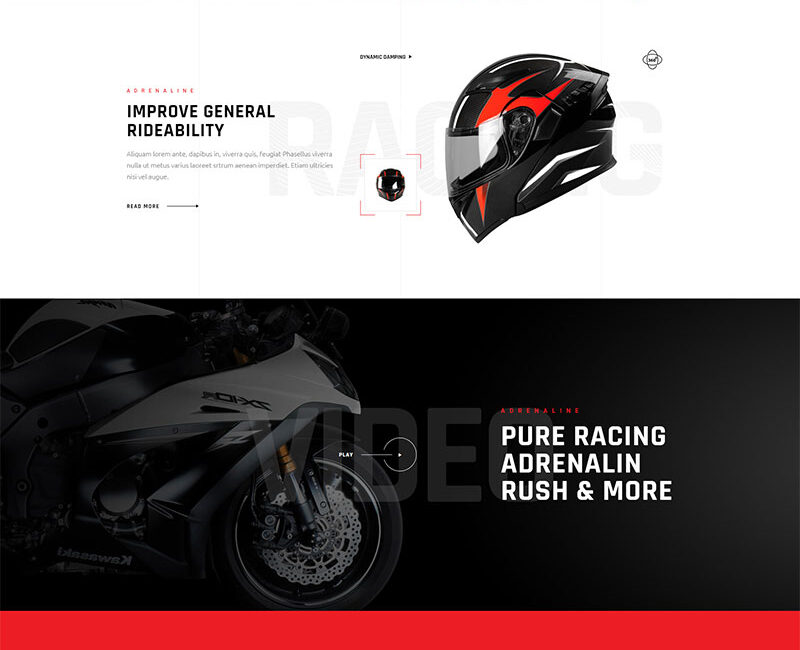 DYNAMIC DAMPING
360°
ADRENALINE
IMPROVE GENERAL
RIDEABILITY
RACING
Aliquam lorem ante, dapibus in, viverra quis, feugiat Phasellus viverra
nulla ut metus varius laoreet srtrum aenean imperdiet. Etiam ultricies
nisi vel augue.
READ MORE
ZX-10R
Kawasaki
VIDEO
PLAY
ADRENALINE
PURE RACING
ADRENALIN
RUSH & MORE